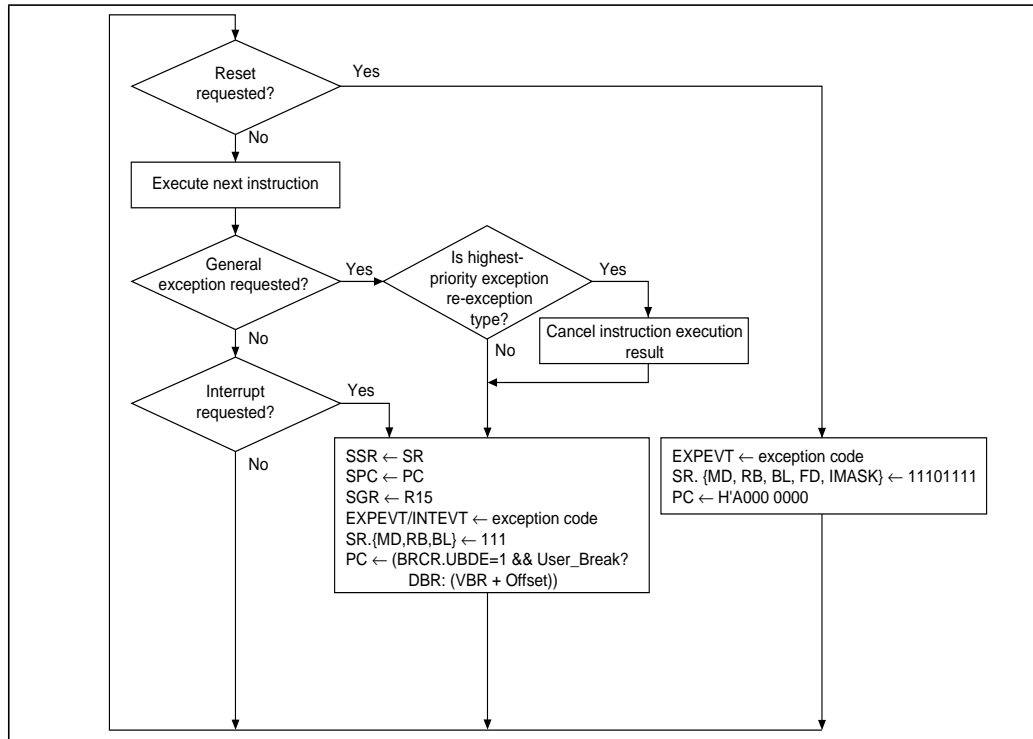 Reset
requested?
Yes
No
Execute next instruction
General
exception requested?
Yes
No
Is highest-
priority exception
re-exception
type?
Yes
No
Cancel instruction execution
result
Interrupt
requested?
Yes
No
SSR ← SR
SPC ← PC
SGR ← R15
EXPEVT/INTEVT ← exception code
SR.{MD,RB,BL} ← 111
PC ← (BRCR.UBDE=1 && User_Break?
DBR: (VBR + Offset))
EXPEVT ← exception code
SR. {MD, RB, BL, FD, IMASK} ← 11101111
PC ← H'A000 0000